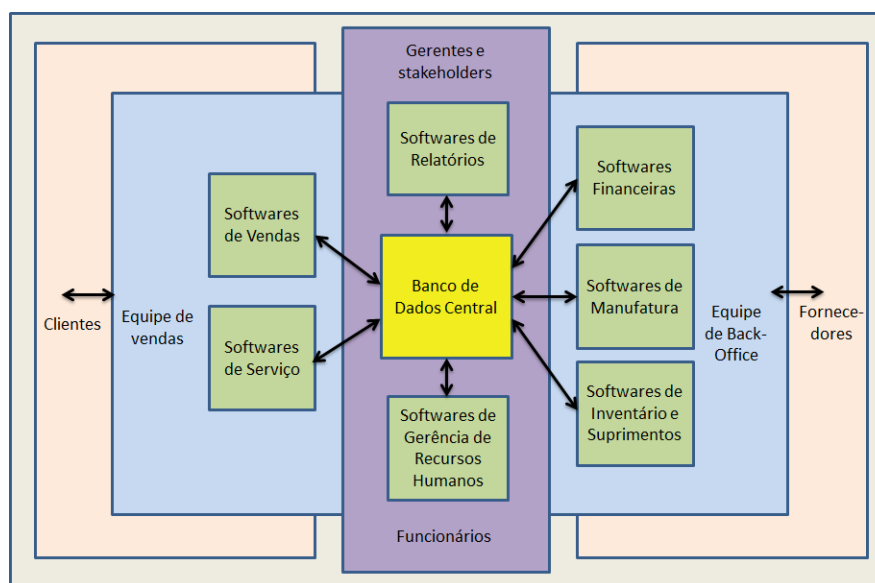 Gerentes e
stakeholders
Softwares de
Relatórios
Softwares
Financeiras
Softwares
de Vendas
Banco de
Dados Central
Softwares de
Manufatura
Clientes
Equipe de
vendas
Equipe
de Back-
Office
Fornece-
dores
Softwares
de Serviço
Softwares de
Inventário e
Suprimentos
Softwares de
Gerência de
Recursos
Humanos
Funcionários